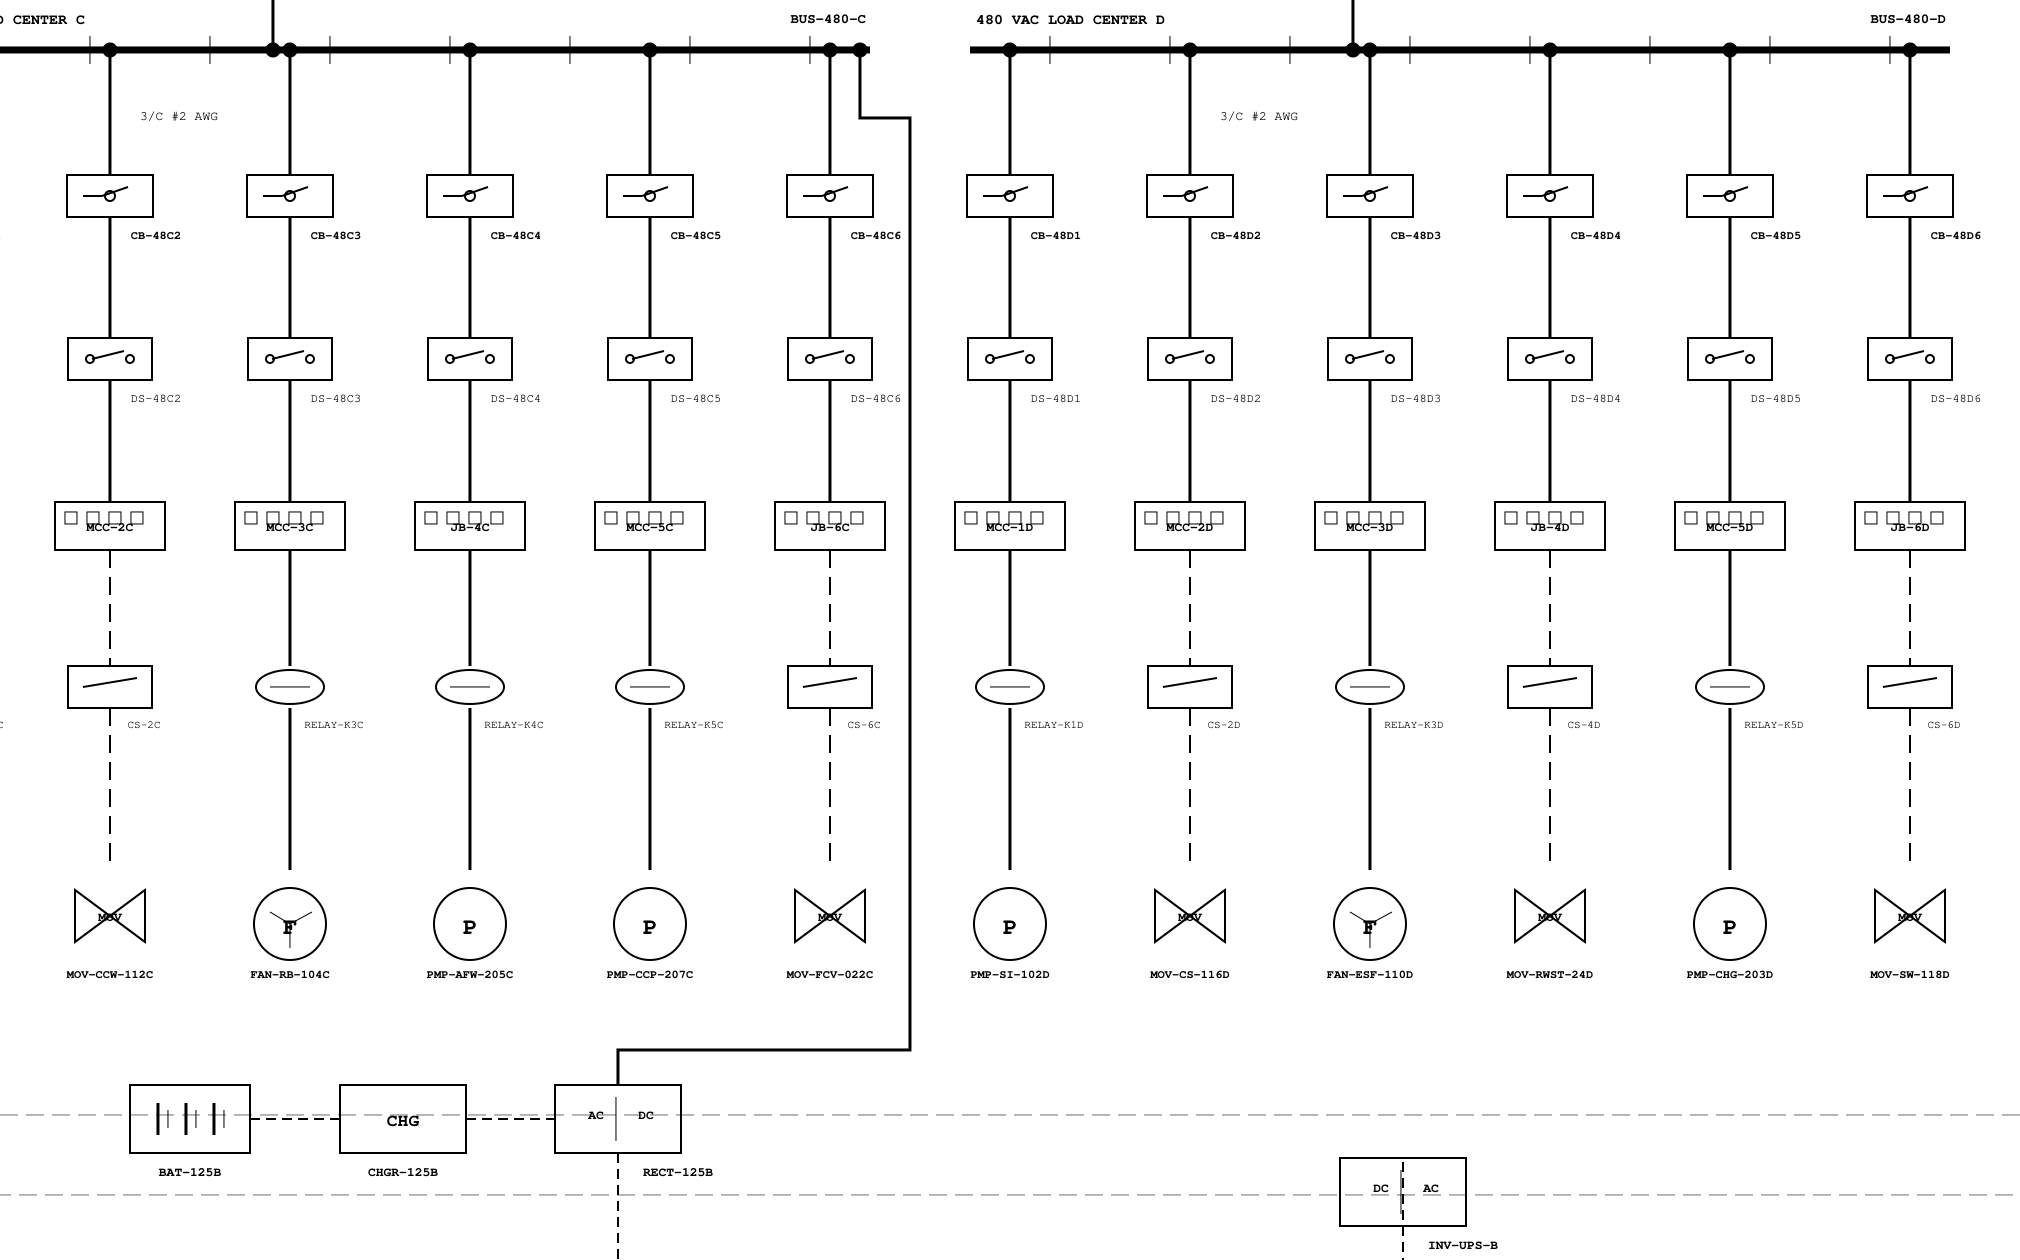 D CENTER C
BUS-480-C
480 VAC LOAD CENTER D
BUS-480-D
3/C #2 AWG
3/C #2 AWG
CB-48C2
CB-48C3
CB-48C4
CB-48C5
CB-48C6
CB-48D1
CB-48D2
CB-48D3
CB-48D4
CB-48D5
CB-48D6
DS-48C2
DS-48C3
DS-48C4
DS-48C5
DS-48C6
DS-48D1
DS-48D2
DS-48D3
DS-48D4
DS-48D5
DS-48D6
MCC-2C
MCC-3C
JB-4C
MCC-5C
JB-6C
MCC-1D
MCC-2D
MCC-3D
JB-4D
MCC-5D
JB-6D
C
CS-2C
RELAY-K3C
RELAY-K4C
RELAY-K5C
CS-6C
RELAY-K1D
CS-2D
RELAY-K3D
CS-4D
RELAY-K5D
CS-6D
MOV
F
P
P
MOV
P
MOV
F
MOV
P
MOV
MOV-CCW-112C
FAN-RB-104C
PMP-AFW-205C
PMP-CCP-207C
MOV-FCV-022C
PMP-SI-102D
MOV-CS-116D
FAN-ESF-110D
MOV-RWST-24D
PMP-CHG-203D
MOV-SW-118D
CHG
AC DC
BAT-125B
CHGR-125B
RECT-125B
DC AC
INV-UPS-B